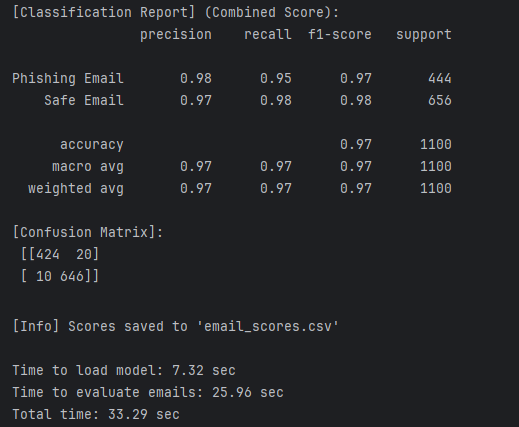 [Classification Report] (Combined Score):
precision recall f1-score support
Phishing Email 0.98 0.95 0.97 444
Safe Email 0.97 0.98 0.98 656
accuracy 0.97 1100
macro avg 0.97 0.97 0.97 1100
weighted avg 0.97 0.97 0.97 1100
[Confusion Matrix]:
[[424 20]
[ 10 646]]
[Info] Scores saved to 'email_scores.csv'
Time to load model: 7.32 sec
Time to evaluate emails: 25.96 sec
Total time: 33.29 sec